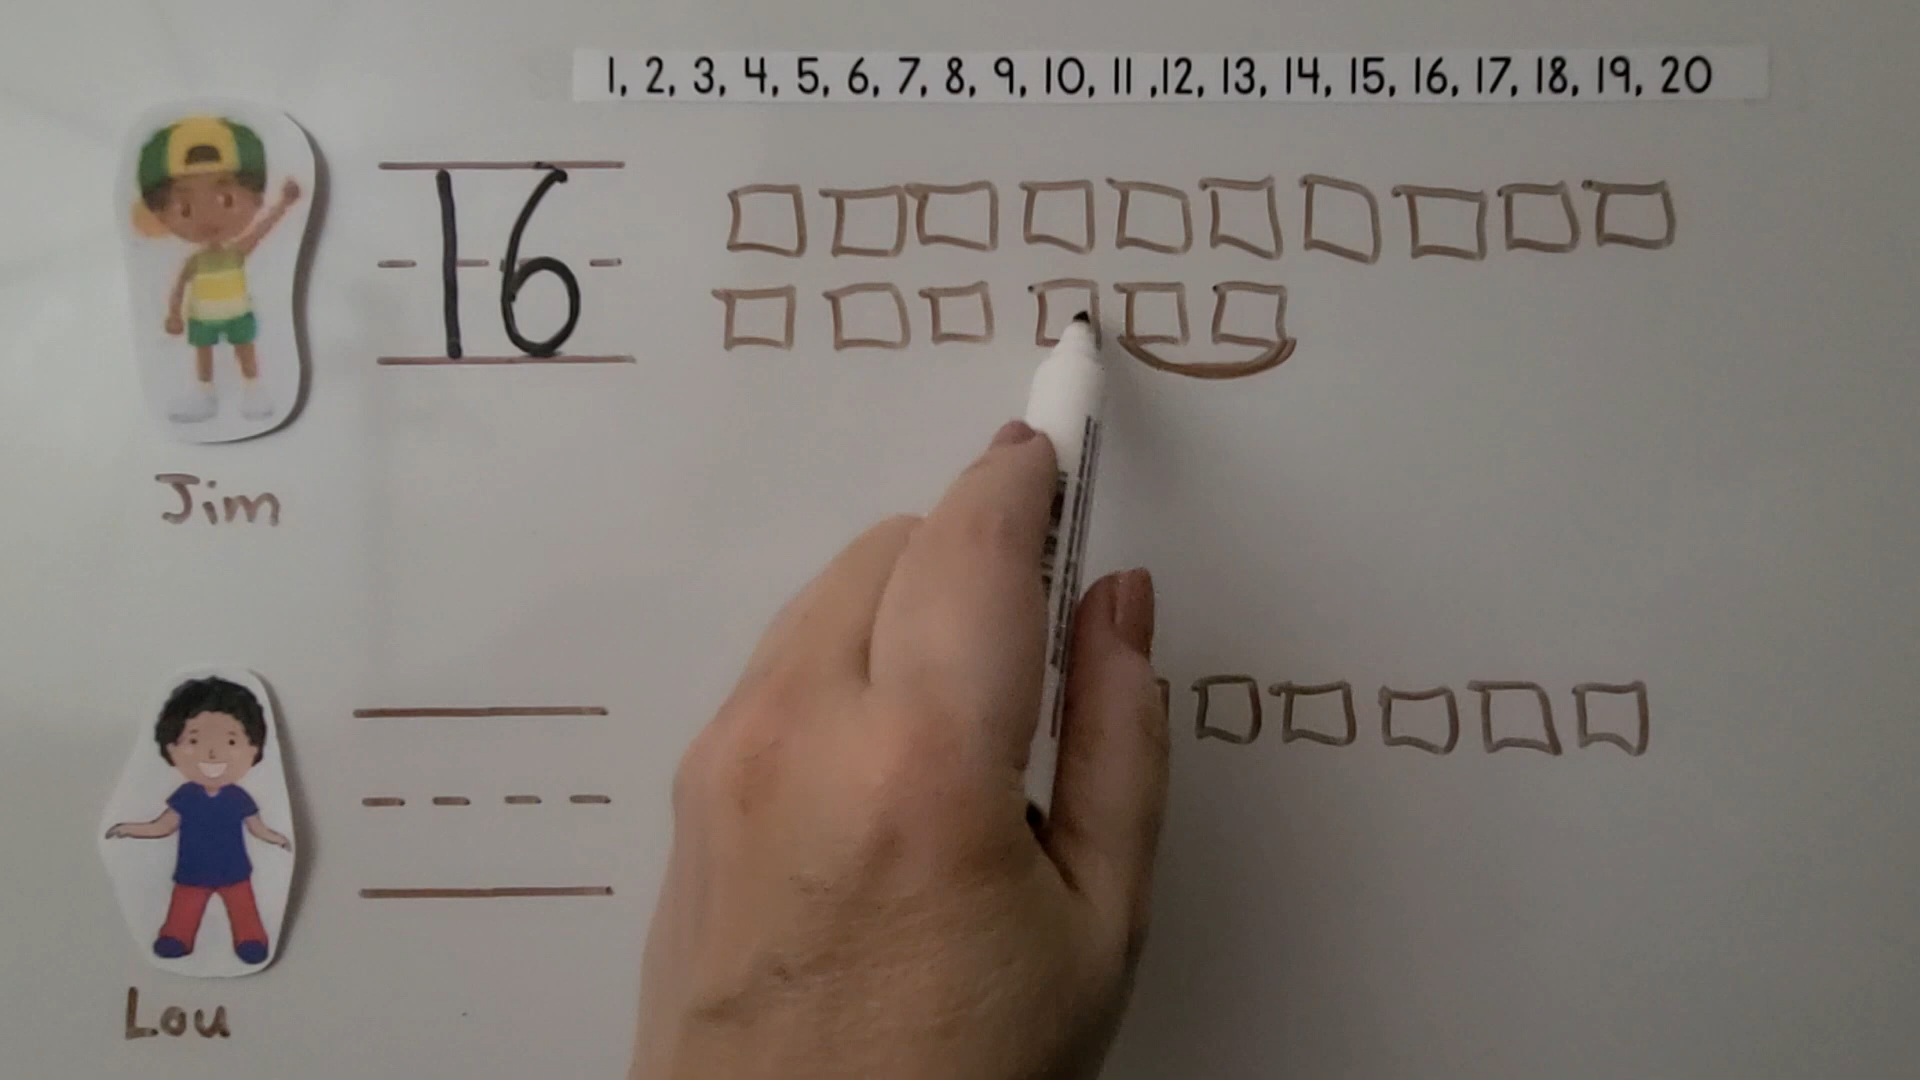 1, 2, 3, 4, 5, 6, 7, 8, 9, 10, 11 ,12, 13, 14, 15, 16, 17, 18, 19, 20
16
Jim
Lou